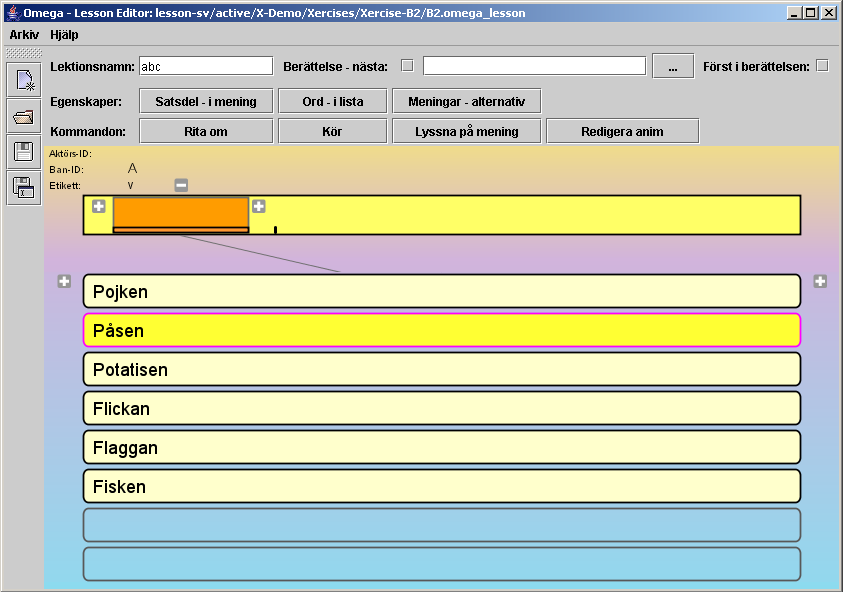 Omega - Lesson Editor: lesson-sv/active/X-Demo/Xercises/Xercise-B2/B2.omega_lesson
Arkiv Hjälp
Lektionsnamn: abc Berättelse - nästa: ... Först i berättelsen:
Egenskaper: Satsdel - i mening Ord - i lista Meningar - alternativ
Kommandon: Rita om Kör Lyssna på mening Redigera anim
Aktörs-ID:
Ban-ID: A
Etikett: v
Pojken
Påsen
Potatisen
Flickan
Flaggan
Fisken